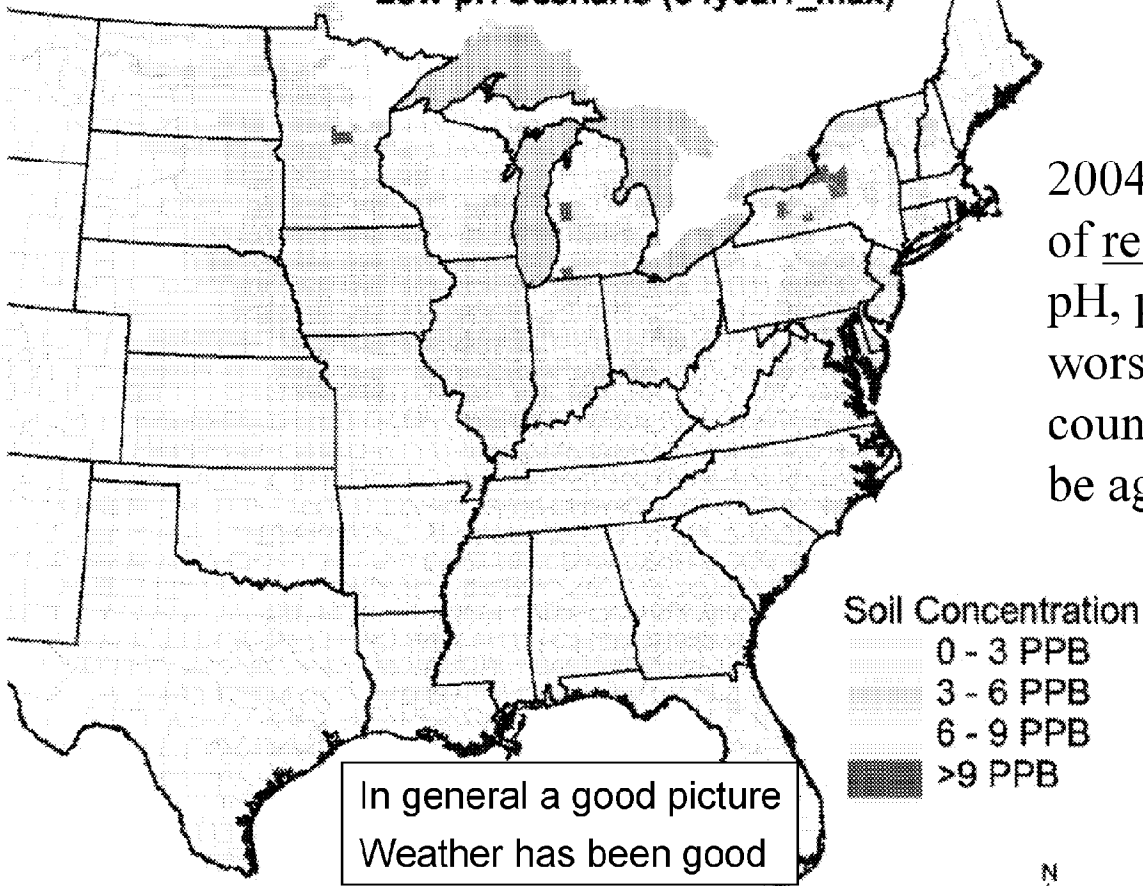 2004
of re
pH, p
wors
coun
be ag
Soil Concentration
0 - 3 PPB
3 - 6 PPB
6 - 9 PPB
>9 PPB
In general a good picture
Weather has been good
N